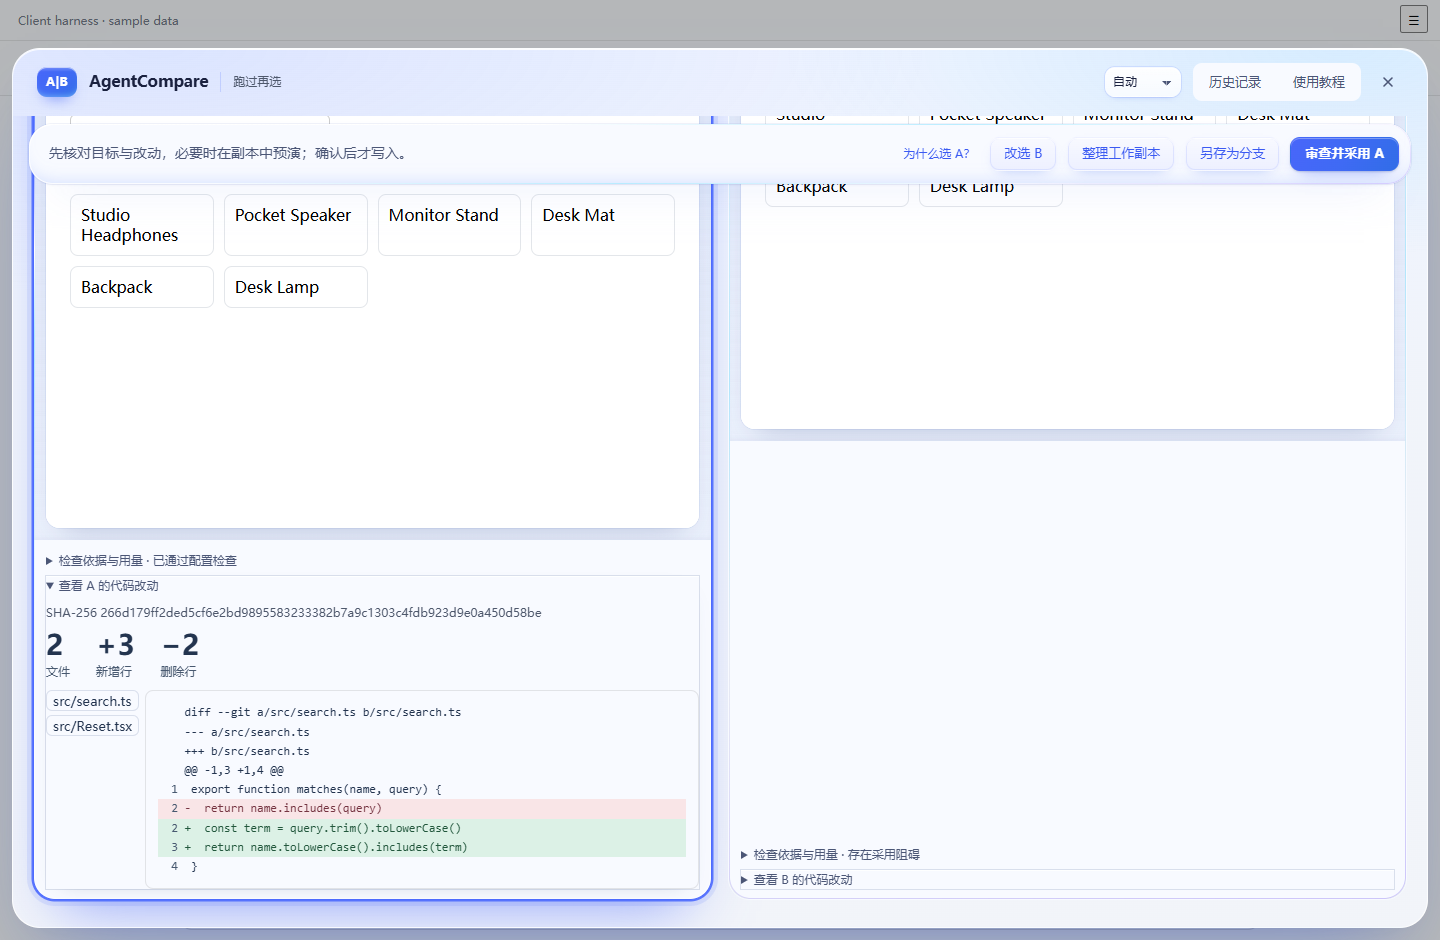 Client harness · sample data
☰
A|B AgentCompare 跑过再选
自动
历史记录
使用教程
×
Studio Pocket Speaker Monitor Stand Desk Mat
先核对目标与改动，必要时在副本中预演；确认后才写入。
为什么选 A?
改选 B
整理工作副本
另存为分支
审查并采用 A
Backpack Desk Lamp
Studio Headphones
Pocket Speaker
Monitor Stand
Desk Mat
Backpack
Desk Lamp
▶ 检查依据与用量 · 已通过配置检查
▼ 查看 A 的代码改动
SHA-256 266d179ff2ded5cf6e2bd9895583233382b7a9c1303c4fdb923d9e0a450d58be
2 +3 −2
文件 新增行 删除行
src/search.ts
src/Reset.tsx
diff --git a/src/search.ts b/src/search.ts
--- a/src/search.ts
+++ b/src/search.ts
@@ -1,3 +1,4 @@
1 export function matches(name, query) {
2 - return name.includes(query)
2 + const term = query.trim().toLowerCase()
3 + return name.toLowerCase().includes(term)
4 }
▶ 检查依据与用量 · 存在采用阻碍
▶ 查看 B 的代码改动